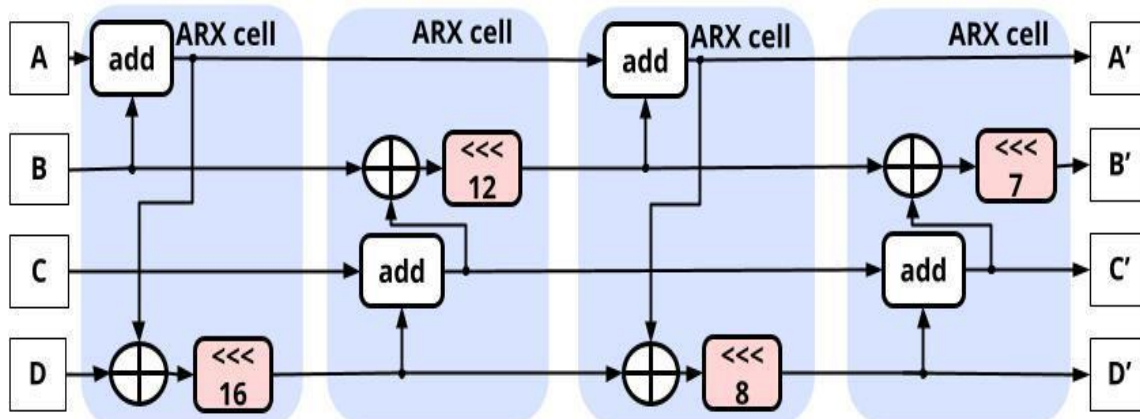 ARX cell ARX cell ARX cell ARX cell
A add add A'
B <<< 12 <<< 7 B'
C add add C'
D <<< 16 <<< 8 D'